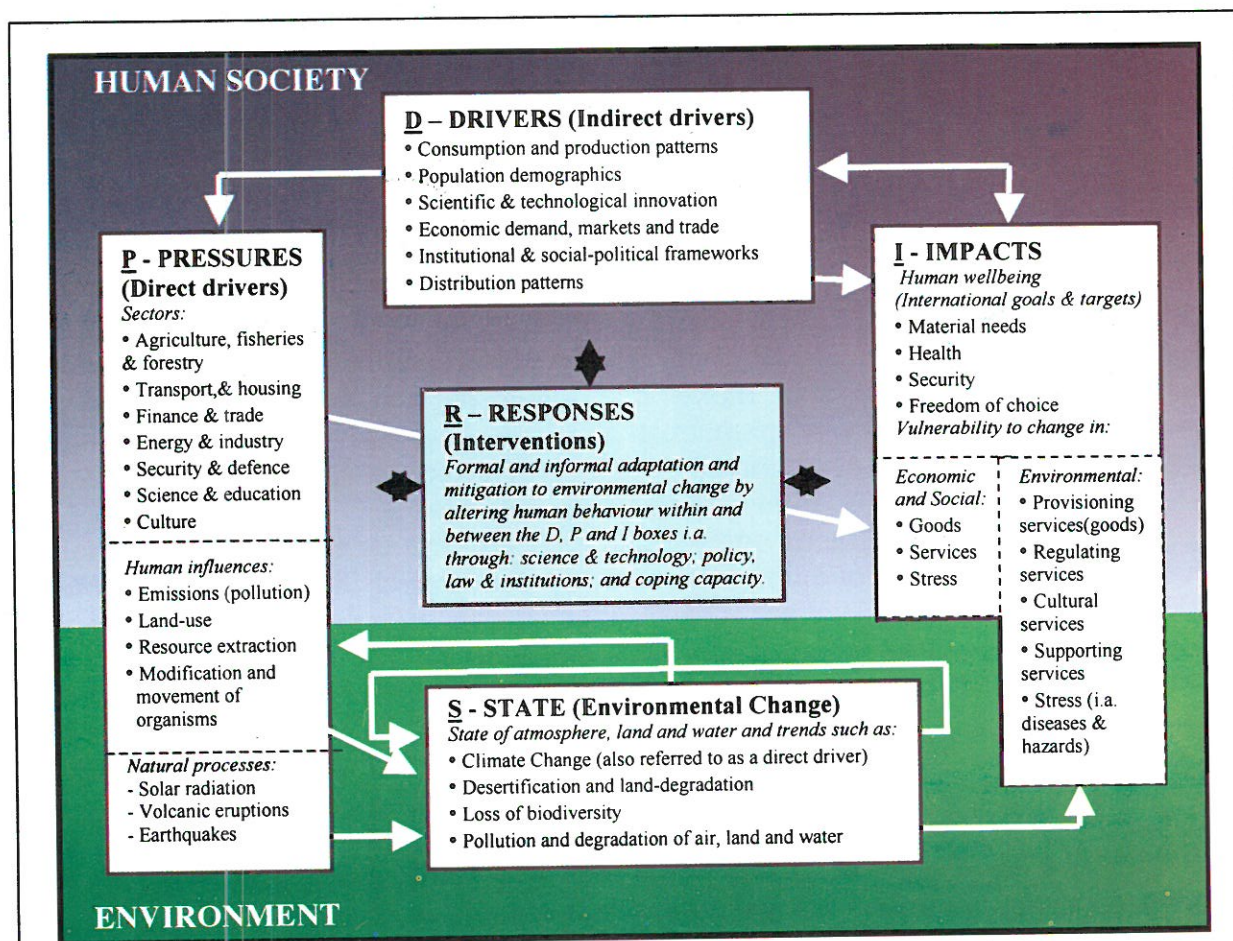 HUMAN SOCIETY
D – DRIVERS (Indirect drivers)
• Consumption and production patterns
• Population demographics
• Scientific & technological innovation
• Economic demand, markets and trade
• Institutional & social-political frameworks
• Distribution patterns
P - PRESSURES
(Direct drivers)
Sectors:
• Agriculture, fisheries
& forestry
• Transport,& housing
• Finance & trade
• Energy & industry
• Security & defence
• Science & education
• Culture
Human influences:
• Emissions (pollution)
• Land-use
• Resource extraction
• Modification and
movement of
organisms
Natural processes:
- Solar radiation
- Volcanic eruptions
- Earthquakes
R – RESPONSES
(Interventions)
Formal and informal adaptation and
mitigation to environmental change by
altering human behaviour within and
between the D, P and I boxes i.a.
through: science & technology; policy,
law & institutions; and coping capacity.
I - IMPACTS
Human wellbeing
(International goals & targets)
• Material needs
• Health
• Security
• Freedom of choice
Vulnerability to change in:
Economic
and Social:
• Goods
• Services
• Stress
Environmental:
• Provisioning
services(goods)
• Regulating
services
• Cultural
services
• Supporting
services
• Stress (i.a.
diseases &
hazards)
S - STATE (Environmental Change)
State of atmosphere, land and water and trends such as:
• Climate Change (also referred to as a direct driver)
• Desertification and land-degradation
• Loss of biodiversity
• Pollution and degradation of air, land and water
ENVIRONMENT